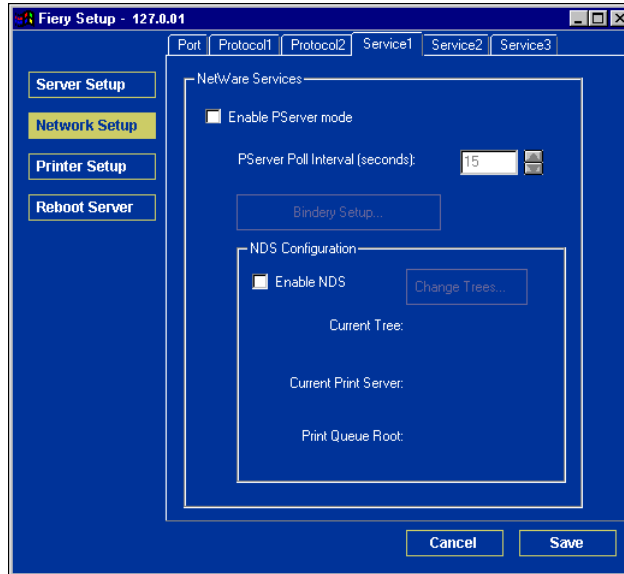 Fiery Setup - 127.0.01
Port Protocol1 Protocol2 Service1 Service2 Service3
Server Setup
Network Setup
Printer Setup
Reboot Server
NetWare Services
Enable PServer mode
PServer Poll Interval (seconds): 15
Bindery Setup...
NDS Configuration
Enable NDS
Change Trees...
Current Tree:
Current Print Server:
Print Queue Root:
Cancel Save